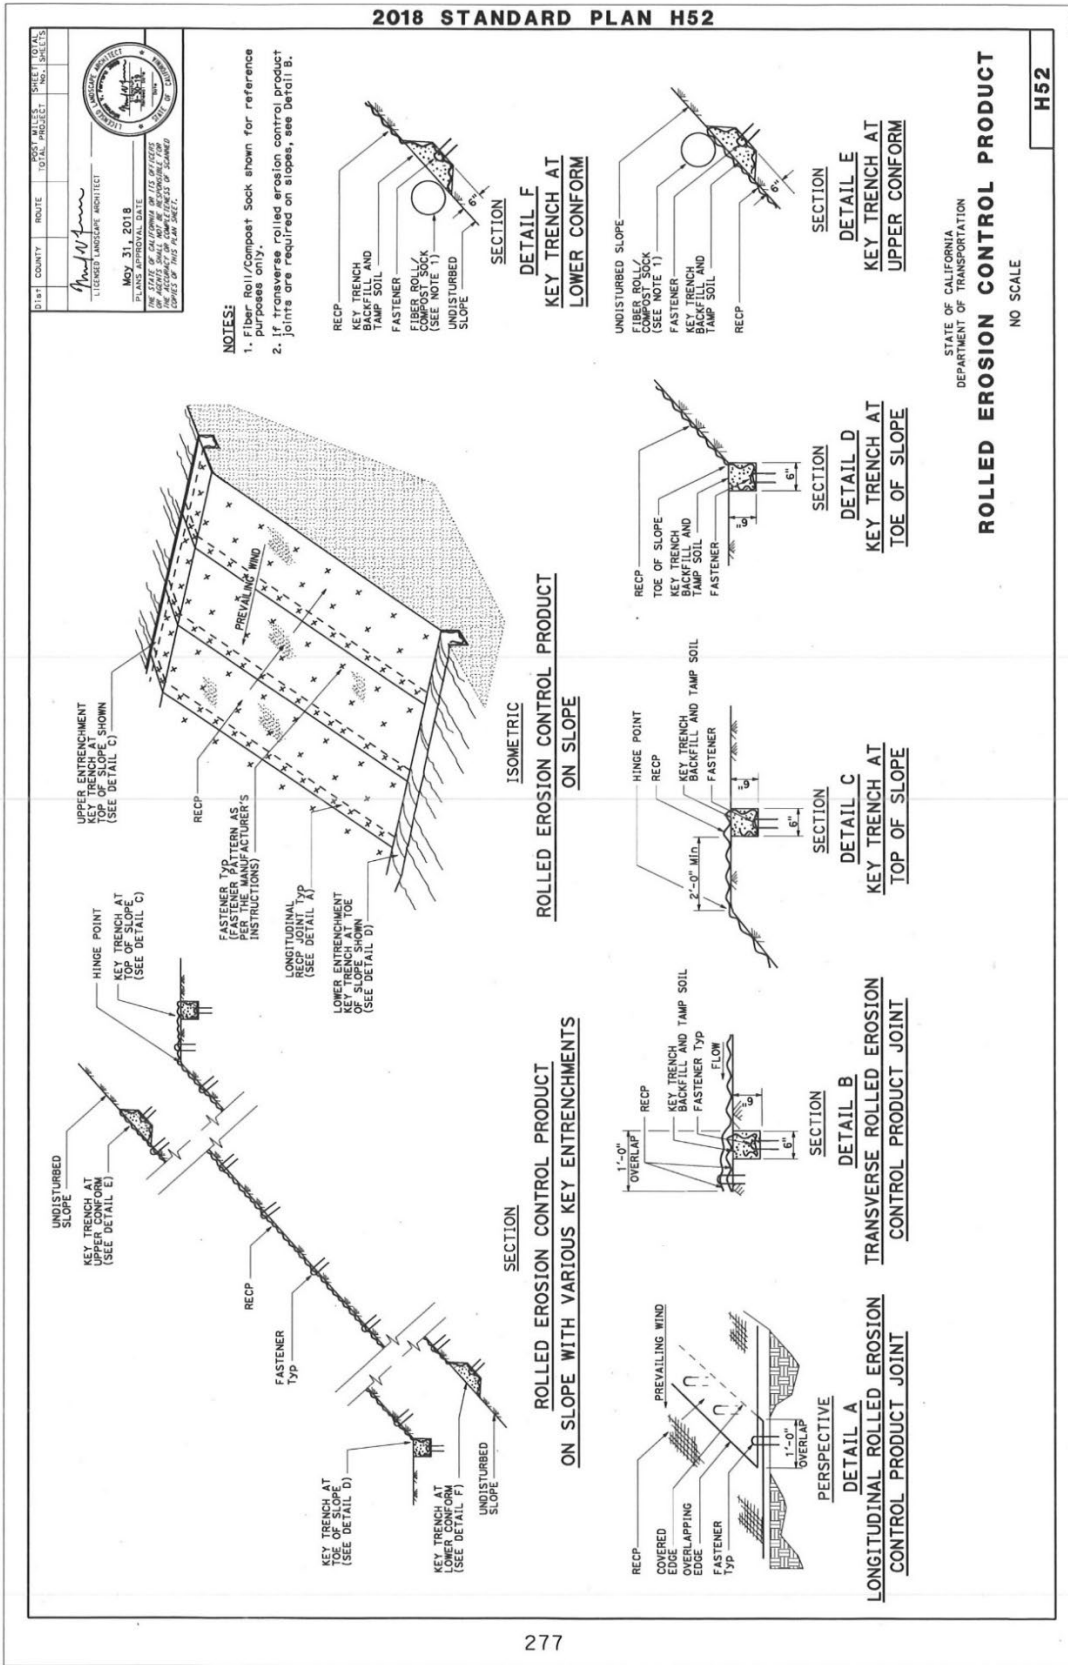 2018 STANDARD PLAN H52
Dist
COUNTY
ROUTE
POST MILES
TOTAL PROJECT
SHEET
No.
TOTAL
SHEETS
LICENSED LANDSCAPE ARCHITECT
May 31, 2018
PLANS APPROVAL DATE
THE STATE OF CALIFORNIA OR ITS OFFICERS
OR AGENTS SHALL NOT BE RESPONSIBLE FOR
THE ACCURACY OR COMPLETENESS OF SCANNED
COPIES OF THIS PLAN SHEET.
LICENSED LANDSCAPE ARCHITECT
STATE OF CALIFORNIA
NOTES:
1. Fiber Roll/Compost Sock shown for reference
purposes only.
2. If transverse rolled erosion control product
joints are required on slopes, see Detail B.
UNDISTURBED
SLOPE
KEY TRENCH AT
UPPER CONFORM
(SEE DETAIL E)
HINGE POINT
KEY TRENCH AT
TOP OF SLOPE
(SEE DETAIL C)
RECP
FASTENER
Typ
KEY TRENCH AT
TOE OF SLOPE
(SEE DETAIL D)
KEY TRENCH AT
LOWER CONFORM
(SEE DETAIL F)
UNDISTURBED
SLOPE
SECTION
ROLLED EROSION CONTROL PRODUCT
ON SLOPE WITH VARIOUS KEY ENTRENCHMENTS
UPPER ENTRENCHMENT
KEY TRENCH AT
TOP OF SLOPE SHOWN
(SEE DETAIL C)
RECP
FASTENER Typ
(FASTENER PATTERN AS
PER THE MANUFACTURER'S
INSTRUCTIONS)
LONGITUDINAL
RECP JOINT Typ
(SEE DETAIL A)
LOWER ENTRENCHMENT
KEY TRENCH AT TOE
OF SLOPE SHOWN
(SEE DETAIL D)
PREVAILING WIND
ISOMETRIC
ROLLED EROSION CONTROL PRODUCT
ON SLOPE
RECP
KEY TRENCH
BACKFILL AND
TAMP SOIL
FASTENER
FIBER ROLL/
COMPOST SOCK
(SEE NOTE 1)
UNDISTURBED
SLOPE
6"
SECTION
DETAIL F
KEY TRENCH AT
LOWER CONFORM
RECP
COVERED
EDGE
OVERLAPPING
EDGE
FASTENER
Typ
PREVAILING WIND
1'-0"
OVERLAP
PERSPECTIVE
DETAIL A
LONGITUDINAL ROLLED EROSION
CONTROL PRODUCT JOINT
1'-0"
OVERLAP
RECP
KEY TRENCH
BACKFILL AND TAMP SOIL
FASTENER Typ
FLOW
6"
6"
SECTION
DETAIL B
TRANSVERSE ROLLED EROSION
CONTROL PRODUCT JOINT
HINGE POINT
RECP
KEY TRENCH
BACKFILL AND TAMP SOIL
FASTENER
2'-0" Min
6"
6"
SECTION
DETAIL C
KEY TRENCH AT
TOP OF SLOPE
RECP
TOE OF SLOPE
KEY TRENCH
BACKFILL AND
TAMP SOIL
FASTENER
6"
6"
SECTION
DETAIL D
KEY TRENCH AT
TOE OF SLOPE
UNDISTURBED SLOPE
FIBER ROLL/
COMPOST SOCK
(SEE NOTE 1)
FASTENER
KEY TRENCH
BACKFILL AND
TAMP SOIL
RECP
6"
SECTION
DETAIL E
KEY TRENCH AT
UPPER CONFORM
STATE OF CALIFORNIA
DEPARTMENT OF TRANSPORTATION
ROLLED EROSION CONTROL PRODUCT
NO SCALE
H52
277